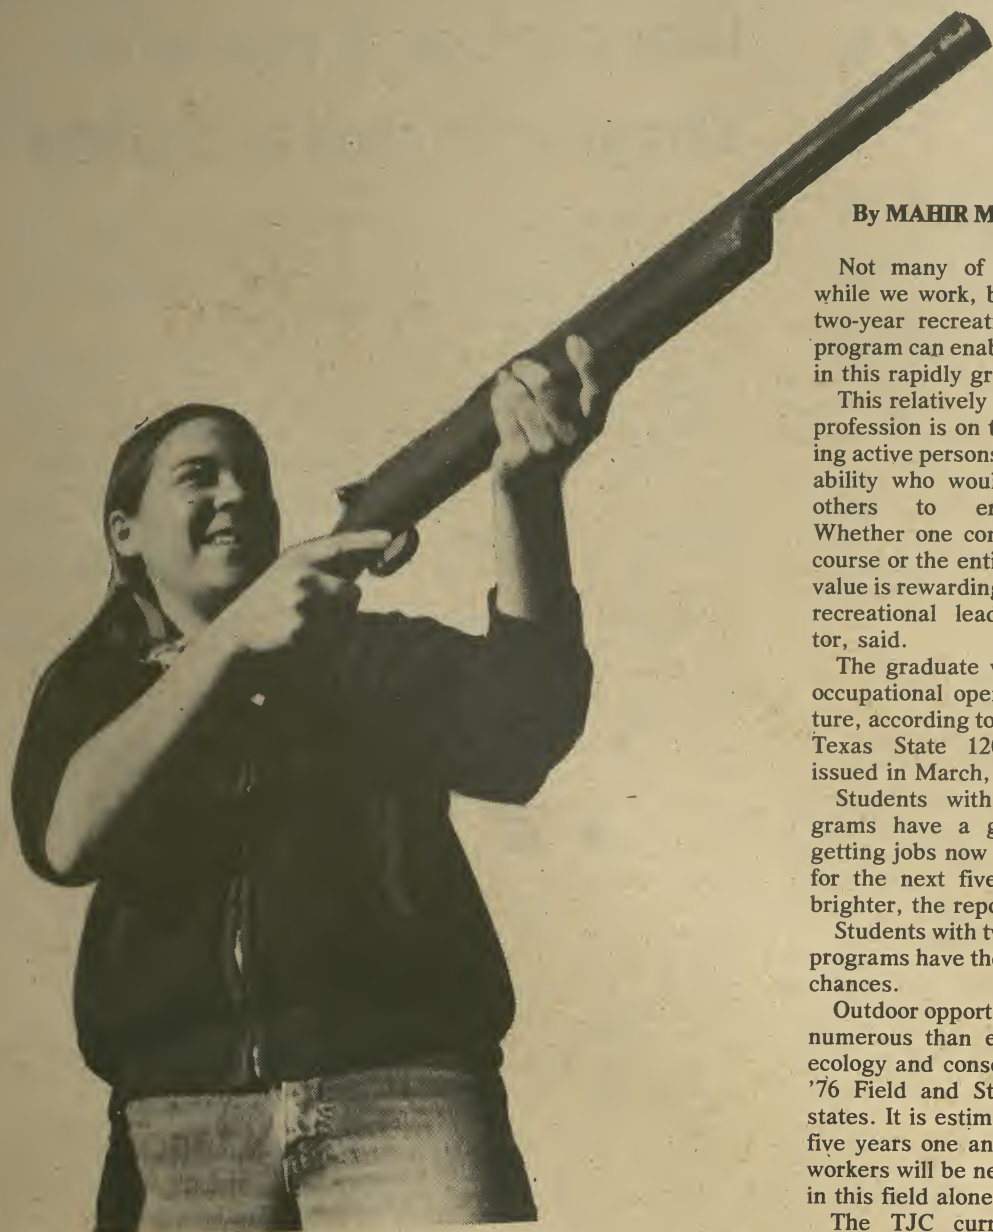 By MAHIR M
Not many of
while we work, b
two-year recreati
program can enab
in this rapidly gr
This relatively
profession is on t
ing active persons
ability who woul
others to er
Whether one cor
course or the enti
value is rewarding
recreational lead
tor, said.
The graduate v
occupational ope
ture, according to
Texas State 120
issued in March,
Students with
grams have a g
getting jobs now
for the next five
brighter, the repo
Students with tv
programs have the
chances.
Outdoor opport
numerous than e
ecology and conse
'76 Field and St
states. It is estim
five years one an
workers will be ne
in this field alone
The TJC curr